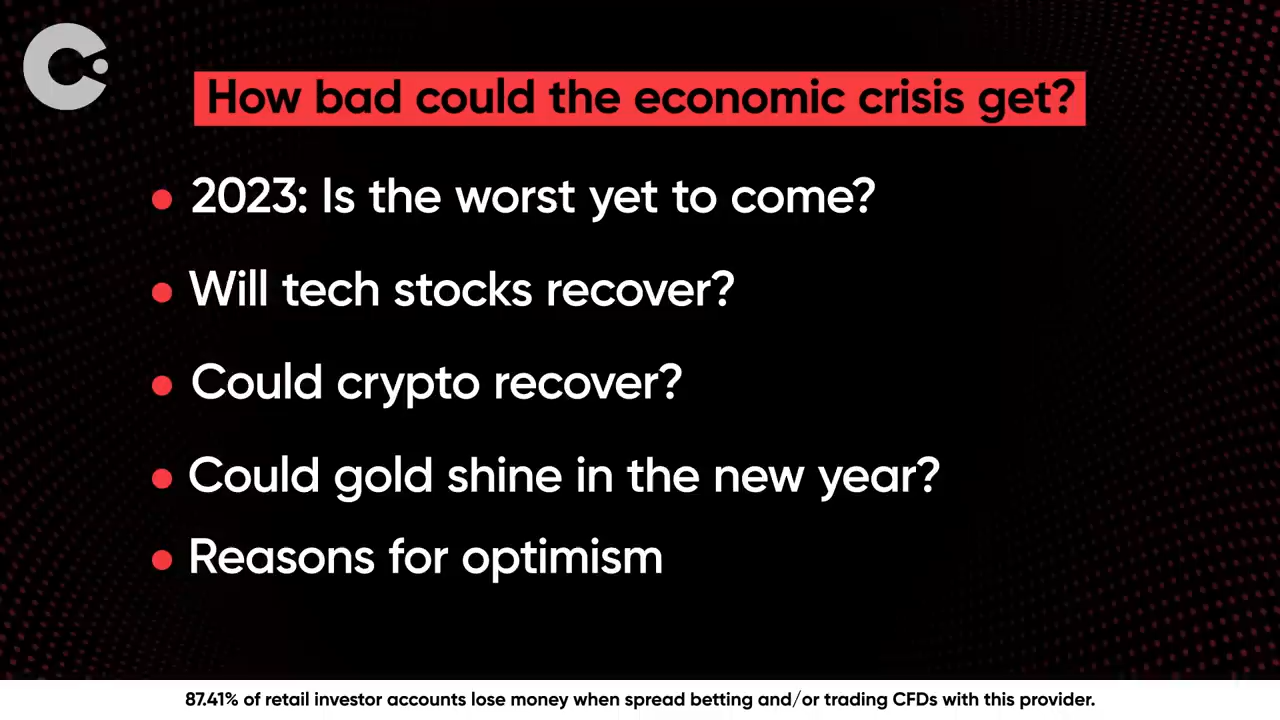 How bad could the economic crisis get?
2023: Is the worst yet to come?
Will tech stocks recover?
Could crypto recover?
Could gold shine in the new year?
Reasons for optimism
87.41% of retail investor accounts lose money when spread betting and/or trading CFDs with this provider.